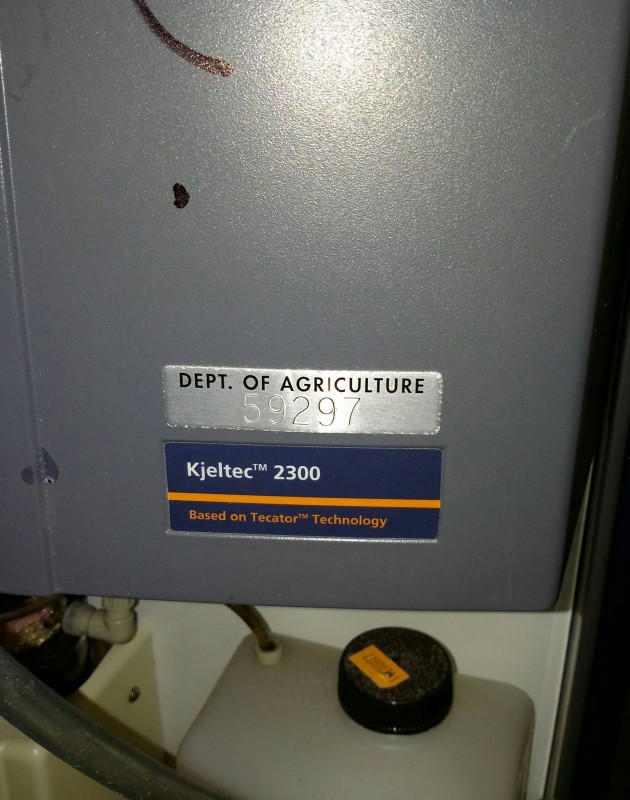 DEPT. OF AGRICULTURE
59297
Kjeltec™ 2300
Based on Tecator™ Technology